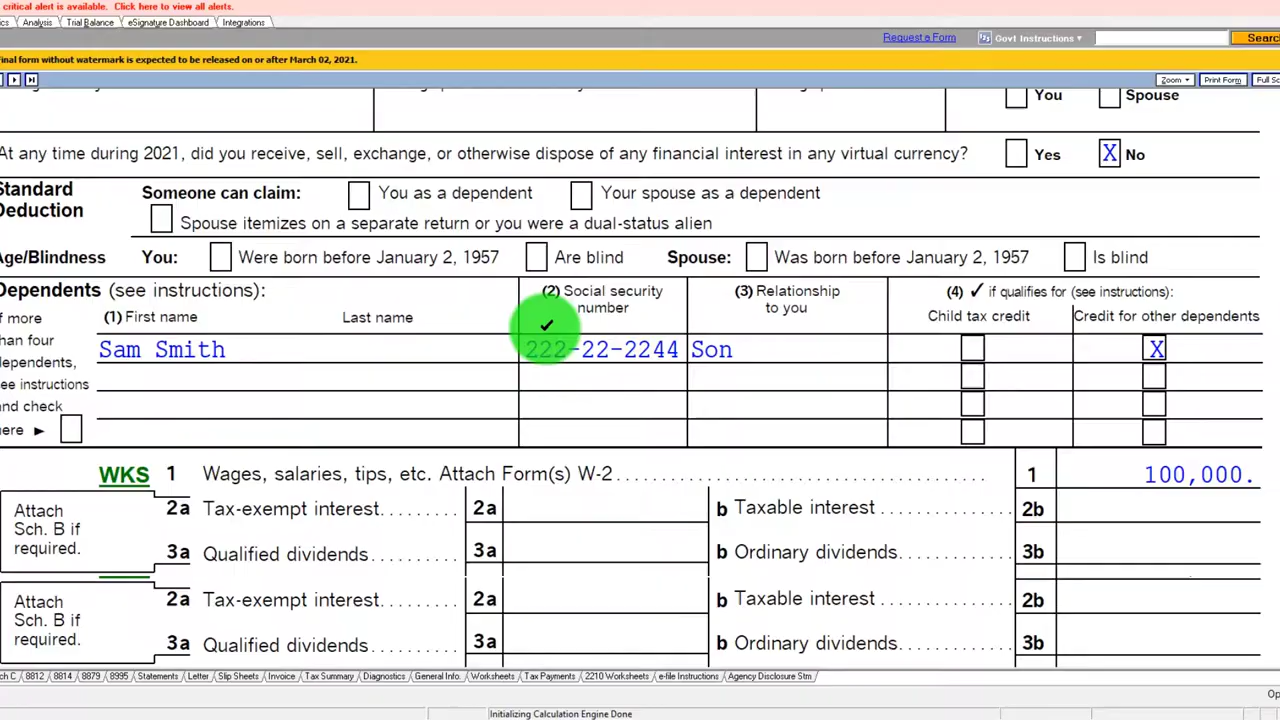 critical alert is available. Click here to view all alerts.
cs Analysis Trial Balance eSignature Dashboard Integrations
Request a Form Govt Instructions Search
Final form without watermark is expected to be released on or after March 02, 2021.
Zoom Print Form Full Sc
You Spouse
At any time during 2021, did you receive, sell, exchange, or otherwise dispose of any financial interest in any virtual currency? Yes X No
Standard
Deduction
Someone can claim: You as a dependent Your spouse as a dependent
Spouse itemizes on a separate return or you were a dual-status alien
Age/Blindness You: Were born before January 2, 1957 Are blind Spouse: Was born before January 2, 1957 Is blind
Dependents (see instructions):
(1) First name Last name
(2) Social security
number
(3) Relationship
to you
(4) ✓ if qualifies for (see instructions):
Child tax credit Credit for other dependents
If more
than four
dependents,
see instructions
and check
here ►
Sam Smith 222-22-2244 Son X
WKS 1 Wages, salaries, tips, etc. Attach Form(s) W-2 1 100,000.
Attach
Sch. B if
required.
2a Tax-exempt interest 2a b Taxable interest 2b
3a Qualified dividends 3a b Ordinary dividends 3b
Attach
Sch. B if
required.
2a Tax-exempt interest 2a b Taxable interest 2b
3a Qualified dividends 3a b Ordinary dividends 3b
ch C 8812 8814 8879 8995 Statements Letter Slip Sheets Invoice Tax Summary Diagnostics General Info. Worksheets Tax Payments 2210 Worksheets e-file Instructions Agency Disclosure Stm
Op
Initializing Calculation Engine Done